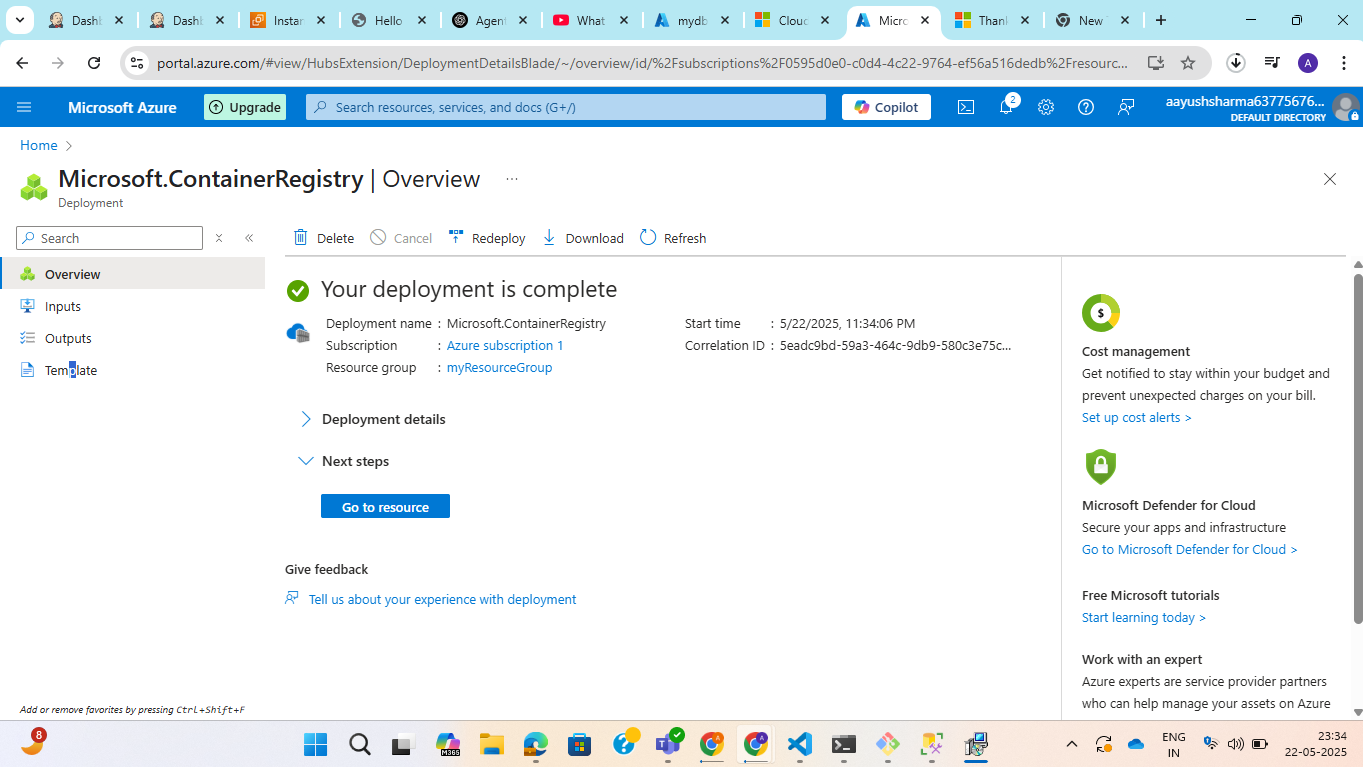 Dashb
Dashb
Instan
Hello
Agent
What
mydb
Cloud
Micro
Thank
New
portal.azure.com/#view/HubsExtension/DeploymentDetailsBlade/~/overview/id/%2Fsubscriptions%2F0595d0e0-c0d4-4c22-9764-ef56a516dedb%2Fresourc...
A
Microsoft Azure
Upgrade
Search resources, services, and docs (G+/)
Copilot
2
aayushsharma63775676...
DEFAULT DIRECTORY
Home
Microsoft.ContainerRegistry | Overview
...
Deployment
Search
Delete
Cancel
Redeploy
Download
Refresh
Overview
Inputs
Outputs
Template
Your deployment is complete
Deployment name : Microsoft.ContainerRegistry
Subscription : Azure subscription 1
Resource group : myResourceGroup
Start time : 5/22/2025, 11:34:06 PM
Correlation ID : 5eadc9bd-59a3-464c-9db9-580c3e75c...
Deployment details
Next steps
Go to resource
Give feedback
Tell us about your experience with deployment
Cost management
Get notified to stay within your budget and
prevent unexpected charges on your bill.
Set up cost alerts >
Microsoft Defender for Cloud
Secure your apps and infrastructure
Go to Microsoft Defender for Cloud >
Free Microsoft tutorials
Start learning today >
Work with an expert
Azure experts are service provider partners
who can help manage your assets on Azure
Add or remove favorites by pressing Ctrl+Shift+F
8
M365
ENG
IN
23:34
22-05-2025